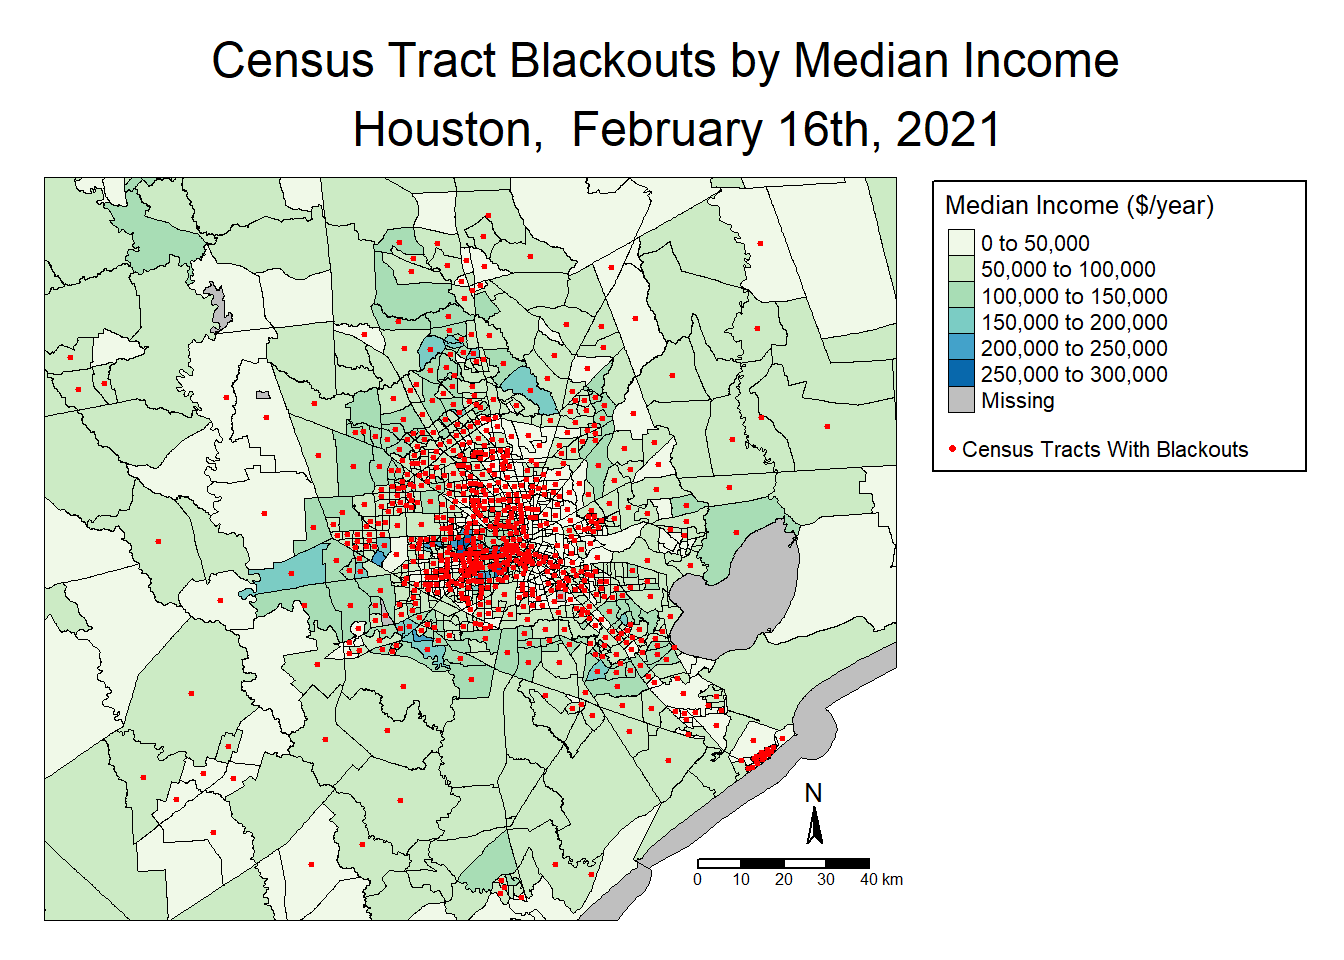 Census Tract Blackouts by Median Income
Houston,  February 16th, 2021
Median Income ($/year)
0 to 50,000
50,000 to 100,000
100,000 to 150,000
150,000 to 200,000
200,000 to 250,000
250,000 to 300,000
Missing
Census Tracts With Blackouts
N
0 10 20 30 40 km